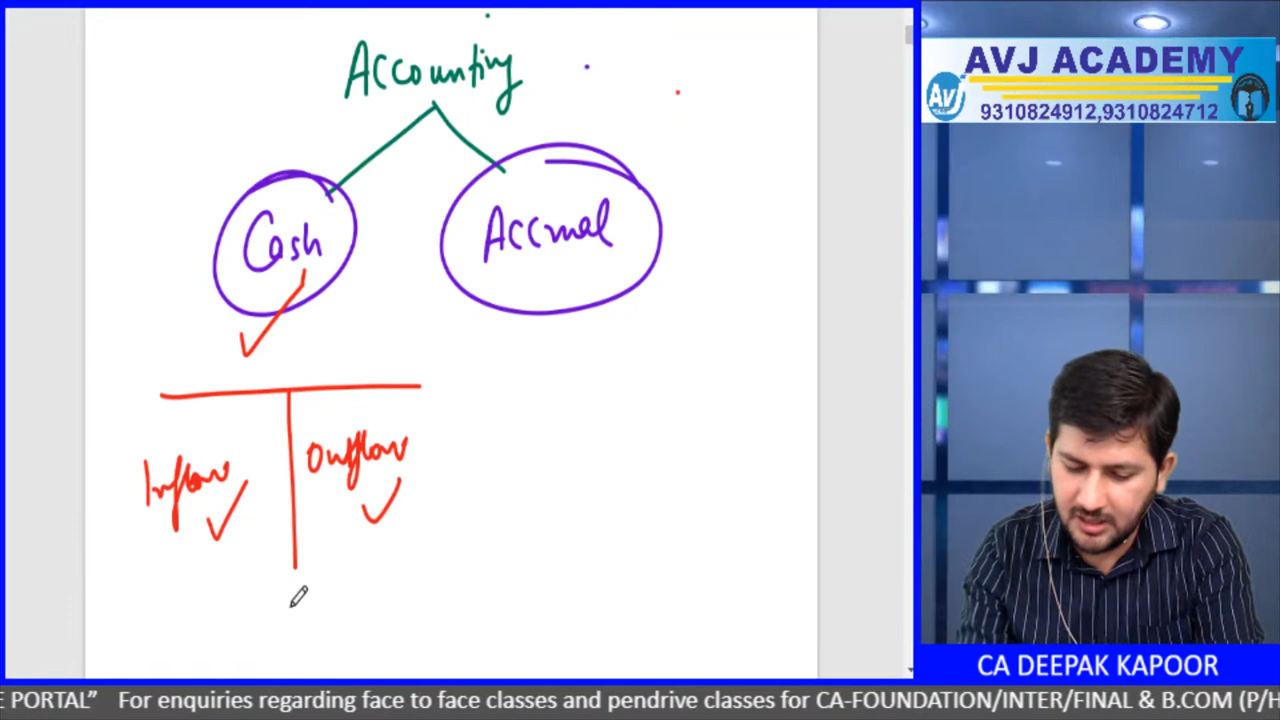 Accounting
Cash
Accrual
Inflow
Outflow
AVJ ACADEMY
AVJ
9310824912,9310824712
CA DEEPAK KAPOOR
E PORTAL” For enquiries regarding face to face classes and pendrive classes for CA-FOUNDATION/INTER/FINAL & B.COM (P/H